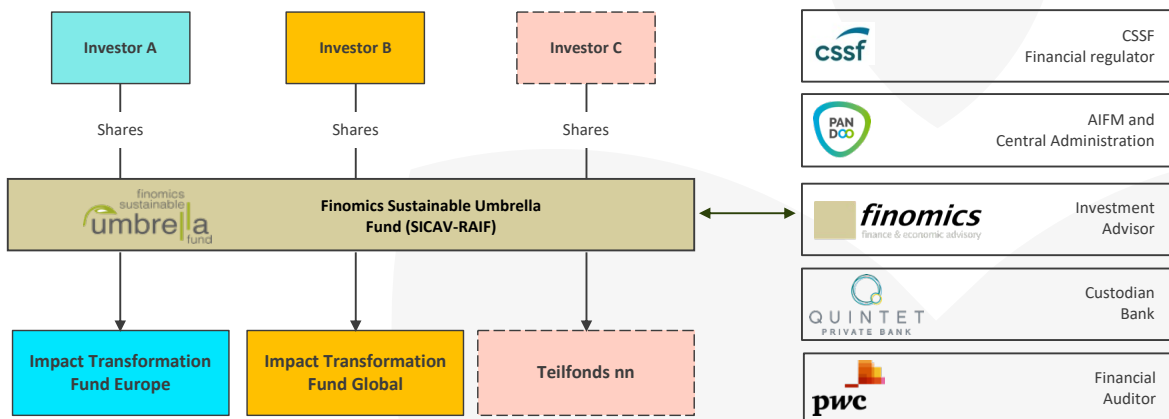 Investor A
Investor B
Investor C
Shares
Shares
Shares
finomics
sustainable
umbrella
fund
Finomics Sustainable Umbrella
Fund (SICAV-RAIF)
Impact Transformation
Fund Europe
Impact Transformation
Fund Global
Teilfonds nn
cssf
CSSF
Financial regulator
PAN
DOO
AIFM and
Central Administration
finomics
finance & economic advisory
Investment
Advisor
QUINTET
PRIVATE BANK
Custodian
Bank
pwc
Financial
Auditor